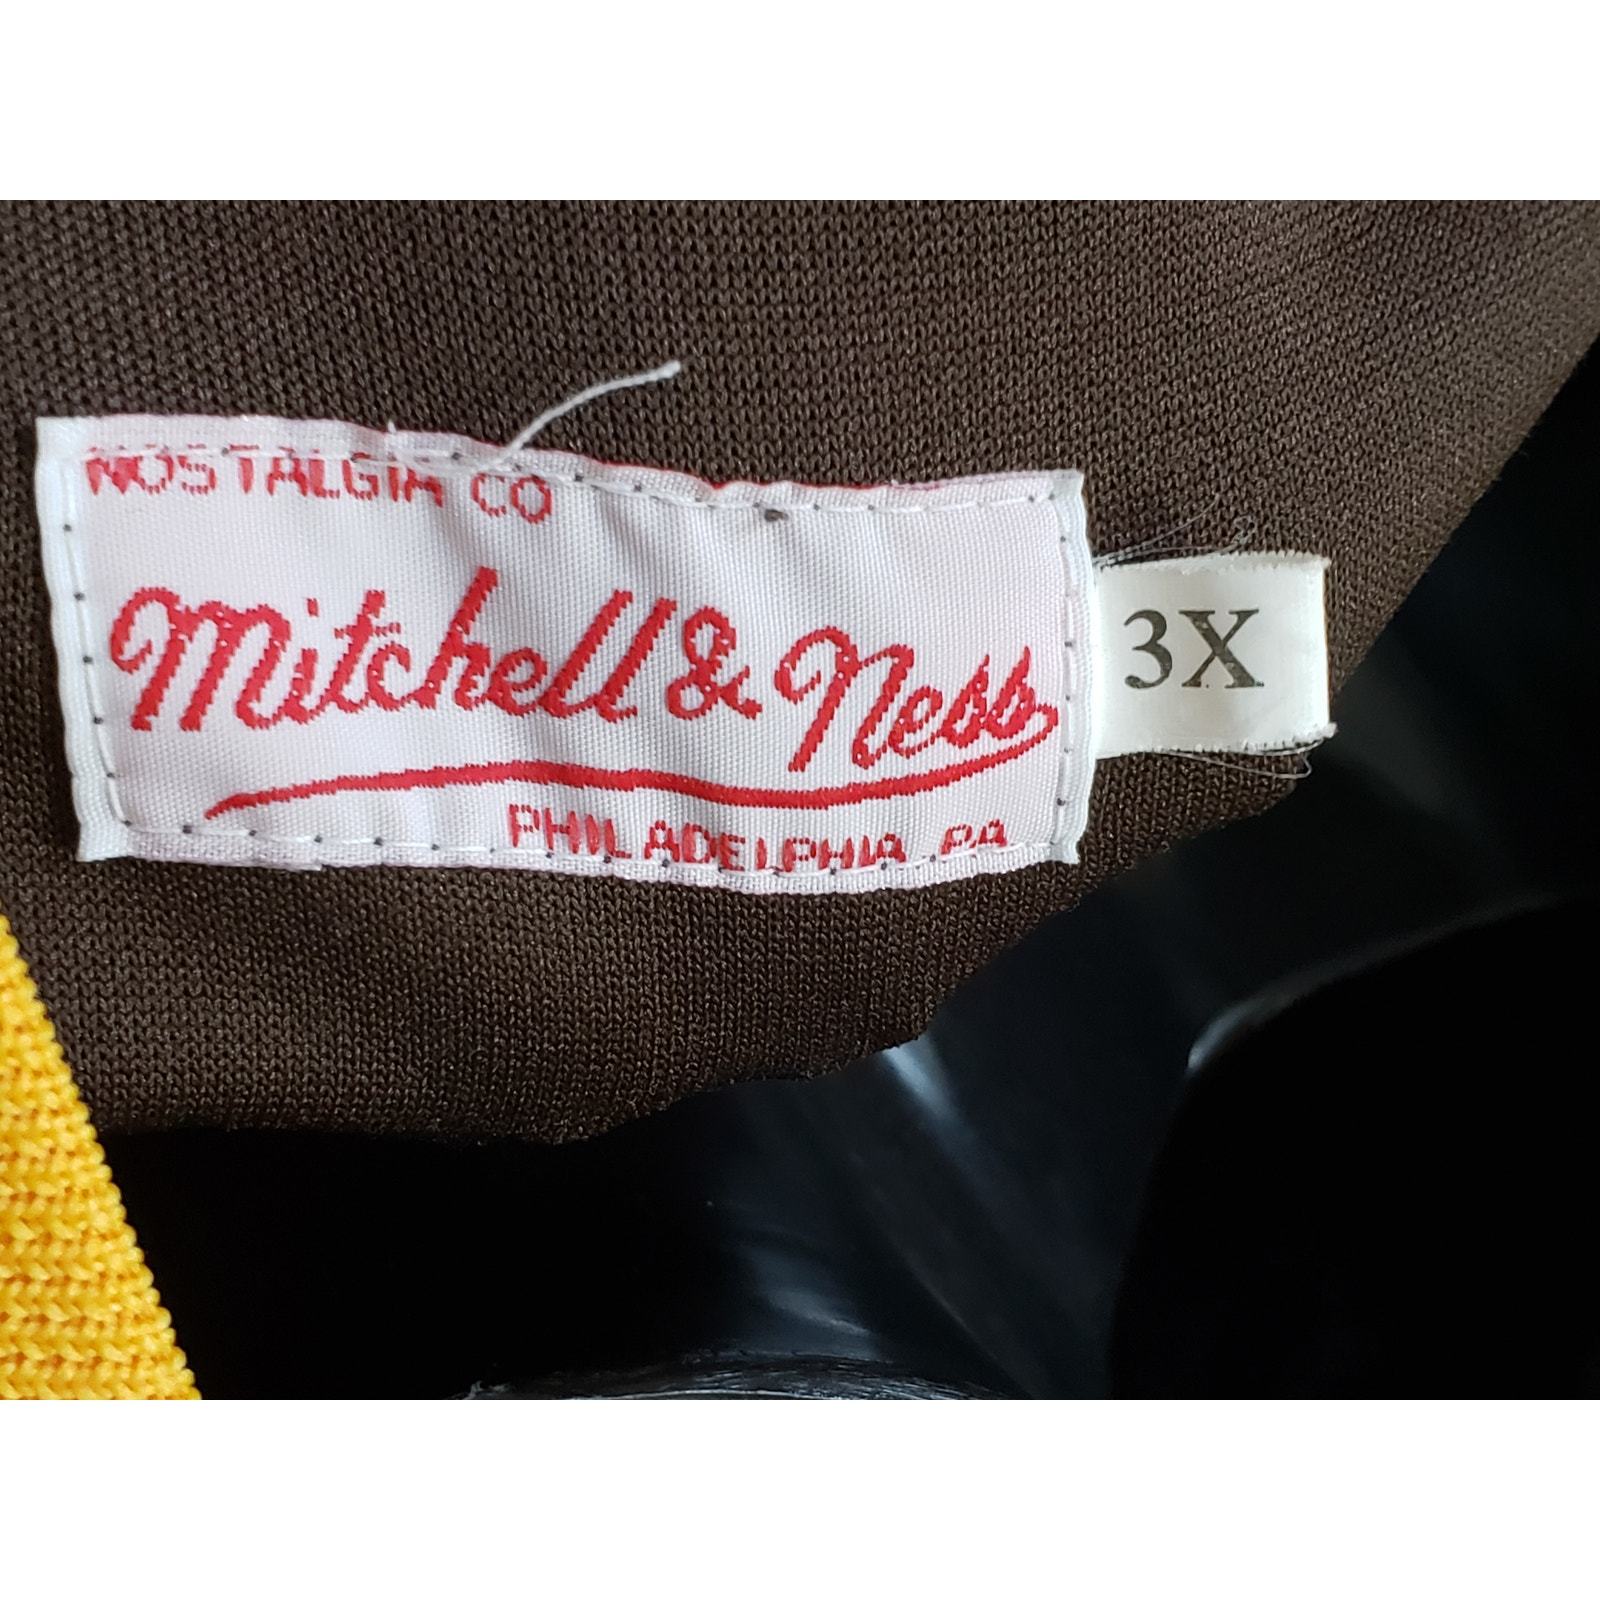 NOSTALGIA CO
Mitchell & Ness
3X
PHILADELPHIA PA